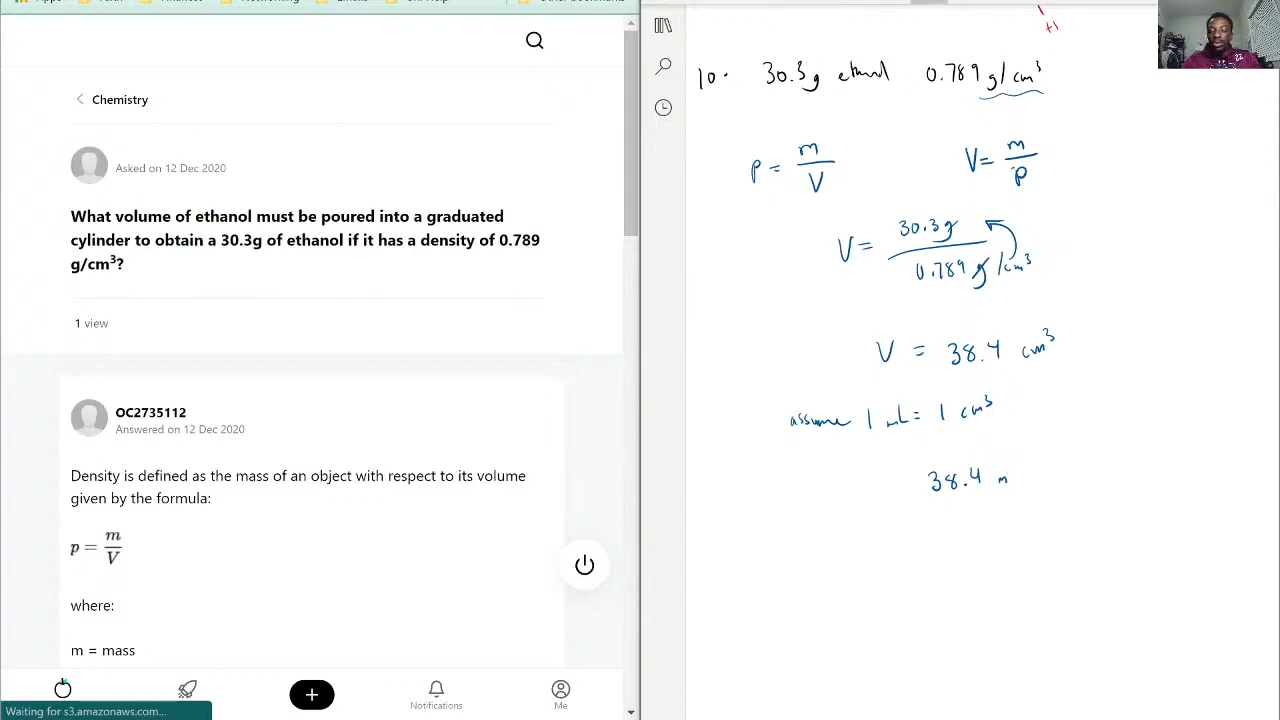 Chemistry
Asked on 12 Dec 2020
What volume of ethanol must be poured into a graduated
cylinder to obtain a 30.3g of ethanol if it has a density of 0.789
g/cm³?
1 view
OC2735112
Answered on 12 Dec 2020
Density is defined as the mass of an object with respect to its volume
given by the formula:
p = m/V
where:
m = mass
Notifications
Me
Waiting for s3.amazonaws.com...
+1
10. 30.3g ethanol 0.789 g/cm³
p = m/V
V = m/p
V = 30.3g / 0.789 g/cm³
V = 38.4 cm³
assume 1 mL = 1 cm³
38.4 m